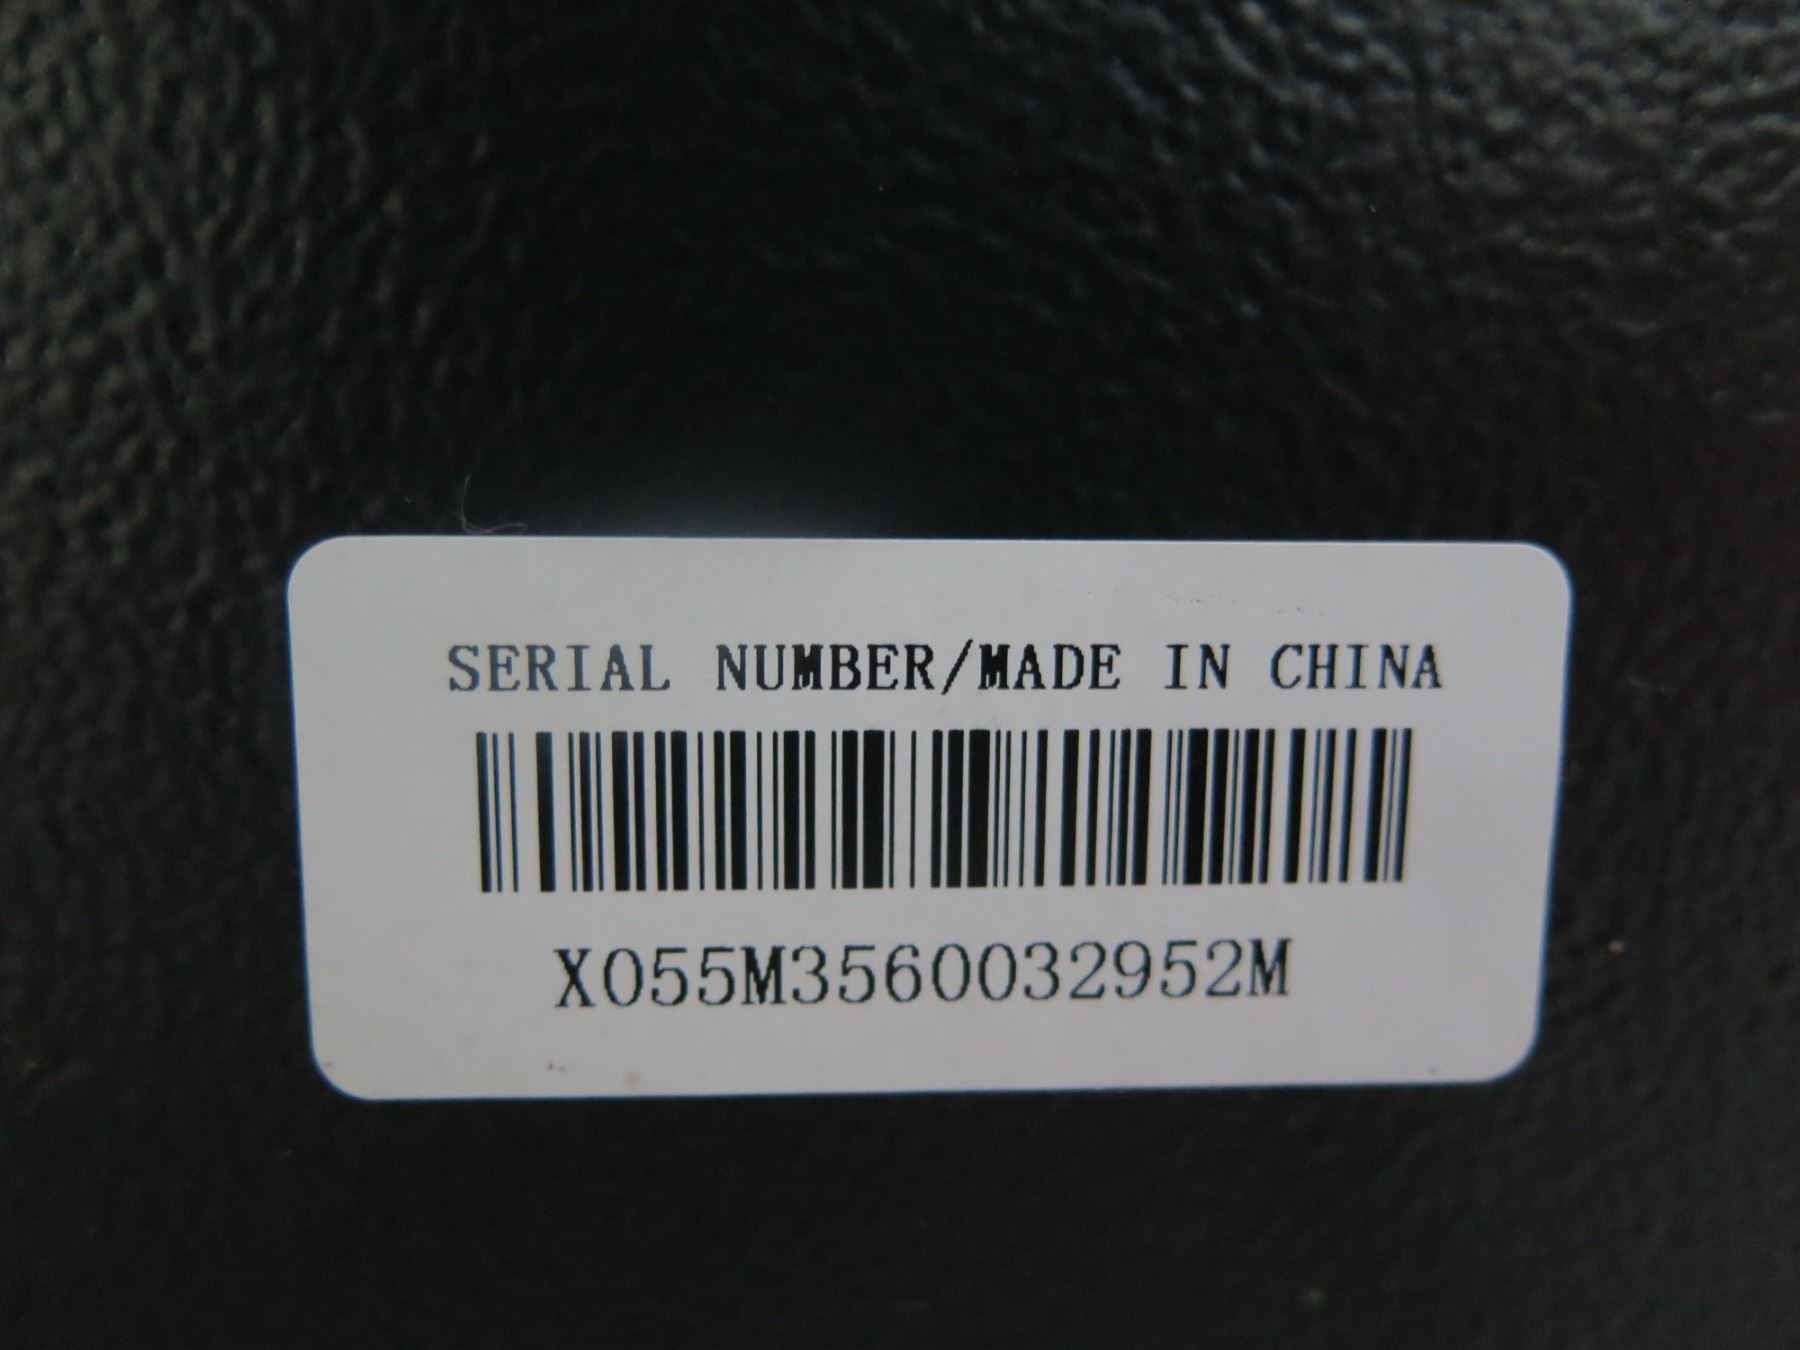 SERIAL NUMBER/MADE IN CHINA
X055M3560032952M